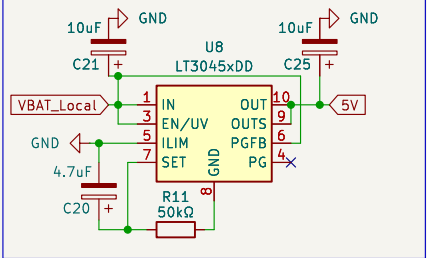 GND
GND
10uF
10uF
U8
C21 +
+
C25
LT3045xDD
VBAT_Local
1
IN
OUT
10
5V
3
EN/UV
OUTS
9
GND
5
ILIM
PGFB
6
7
SET
PG
4
GND
4.7uF
8
R11
C20 +
50kΩ